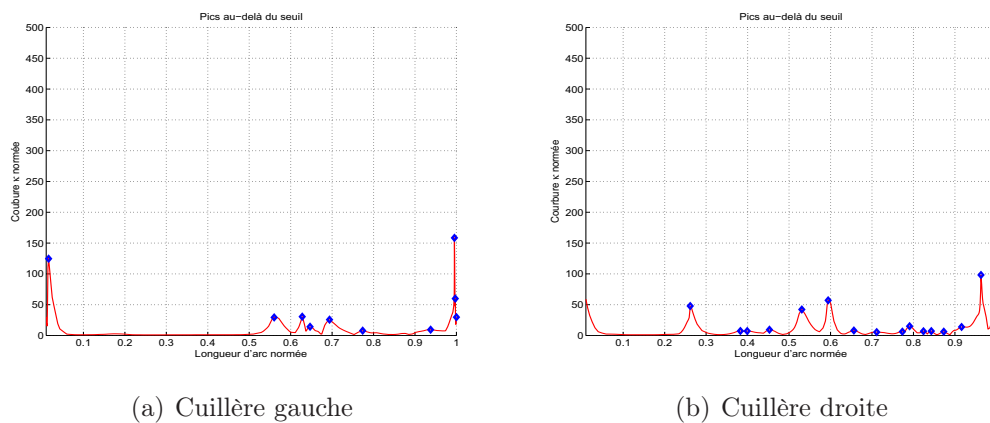 Pics au−delà du seuil
500
450
400
350
300
250
200
150
100
50
0
Coubure κ normée
0.1 0.2 0.3 0.4 0.5 0.6 0.7 0.8 0.9 1
Longueur d'arc normée
(a) Cuillère gauche
Pics au−delà du seuil
500
450
400
350
300
250
200
150
100
50
0
Courbure κ normée
0.1 0.2 0.3 0.4 0.5 0.6 0.7 0.8 0.9
Longueur d'arc normée
(b) Cuillère droite